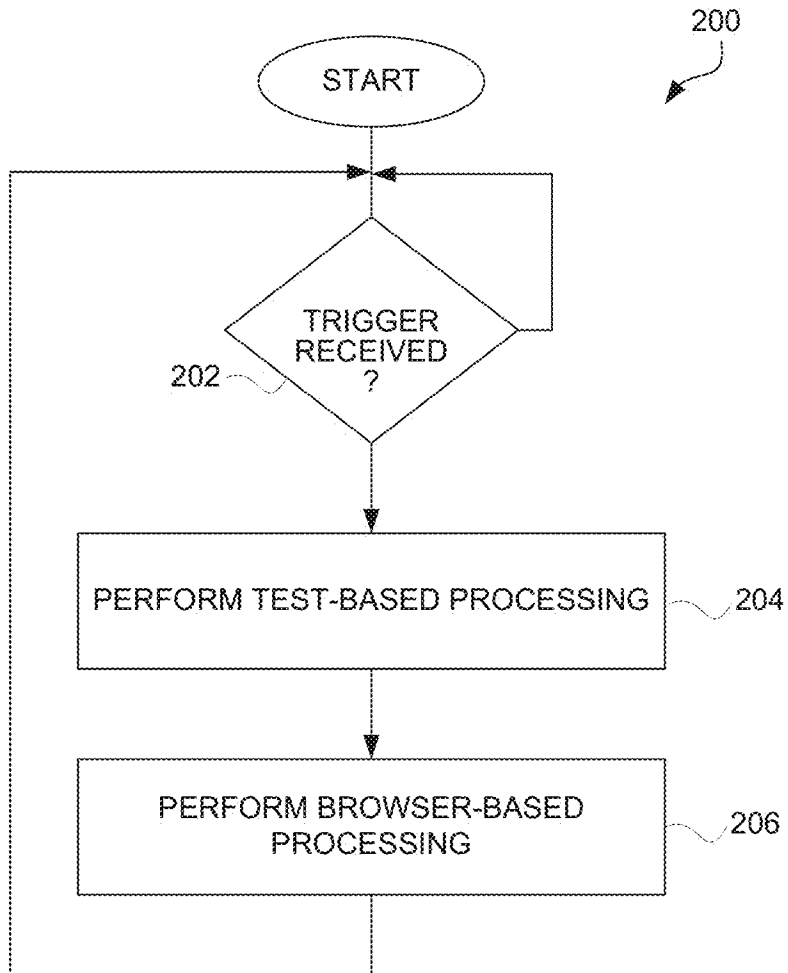 200
START
TRIGGER
RECEIVED
?
202
PERFORM TEST-BASED PROCESSING
204
PERFORM BROWSER-BASED
PROCESSING
206